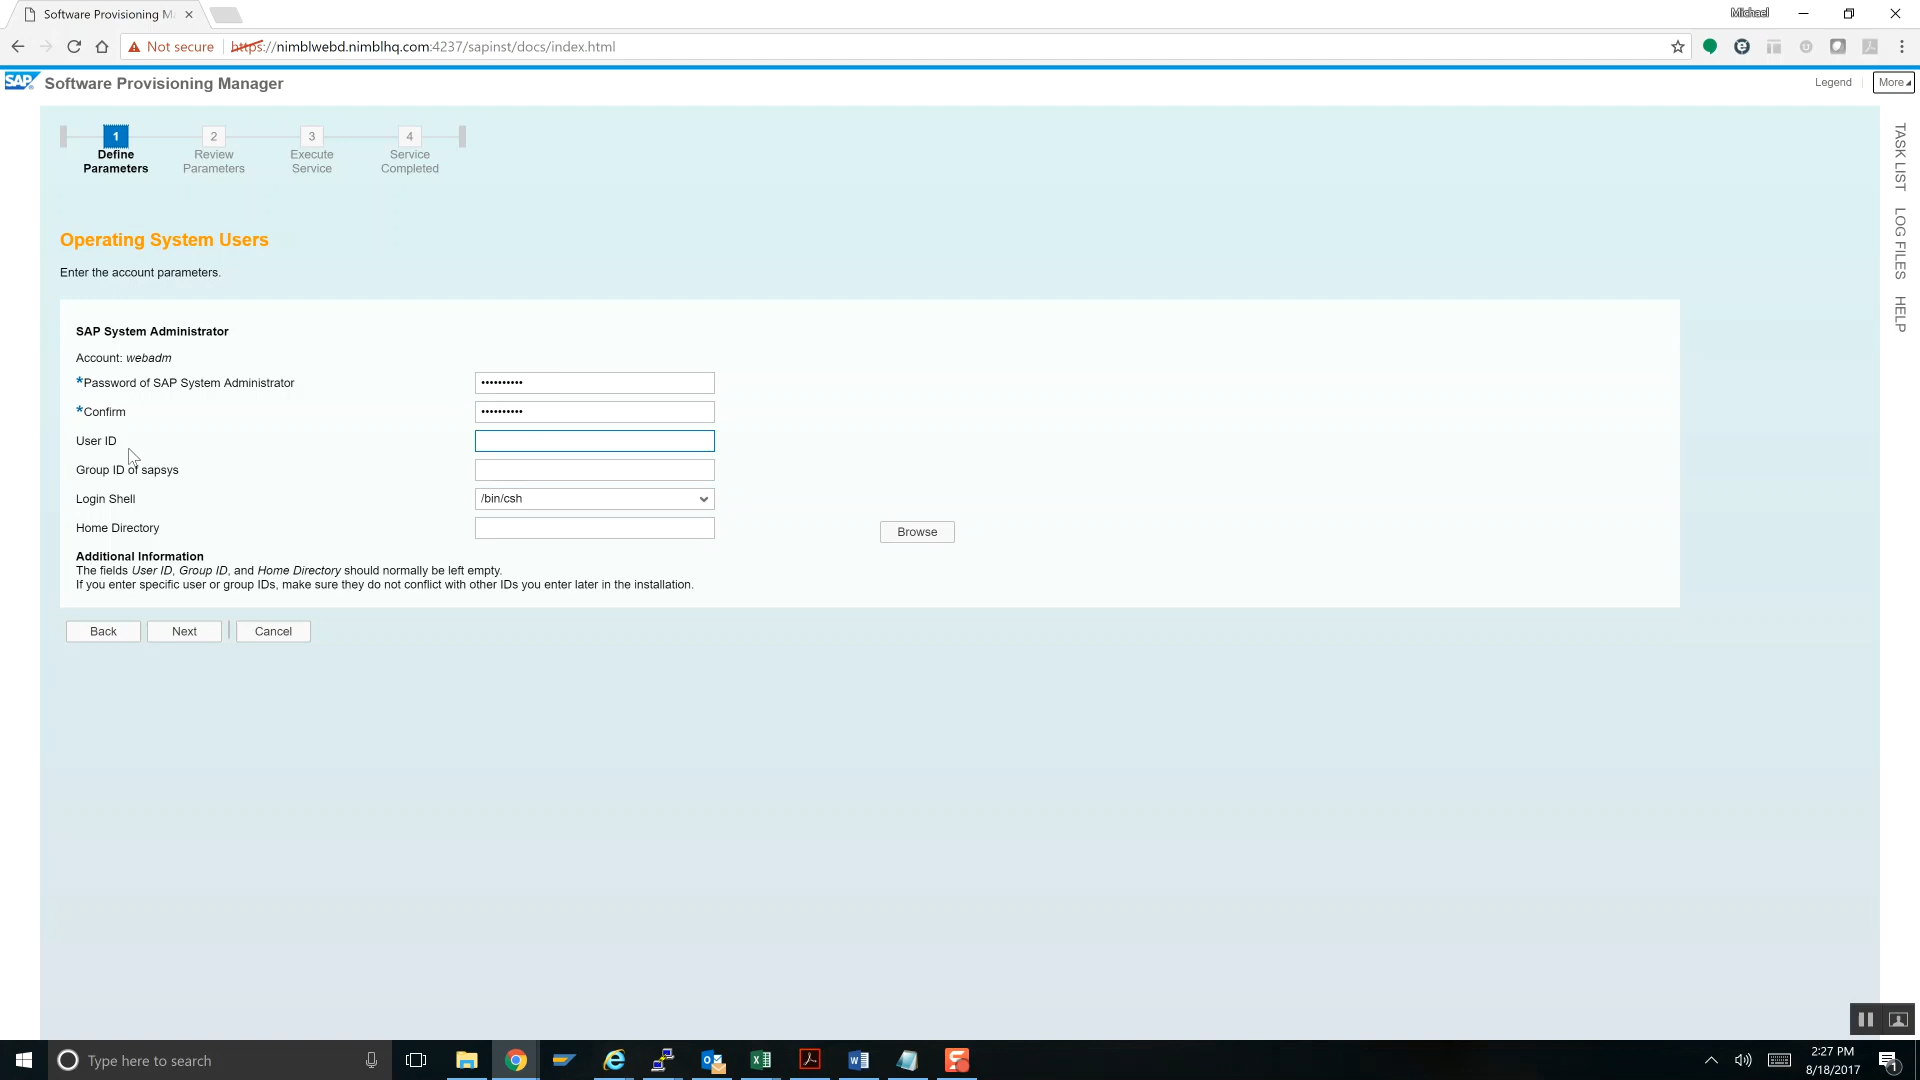 Software Provisioning Ma
Michael
Not secure
https://nimblwebd.nimblhq.com:4237/sapinst/docs/index.html
SAP Software Provisioning Manager
Legend
More
1 2 3 4
Define Parameters
Review Parameters
Execute Service
Service Completed
TASK LIST
LOG FILES
HELP
Operating System Users
Enter the account parameters.
SAP System Administrator
Account: webadm
*Password of SAP System Administrator ••••••••••
*Confirm ••••••••••
User ID
Group ID of sapsys
Login Shell /bin/csh
Home Directory
Browse
Additional Information
The fields User ID, Group ID, and Home Directory should normally be left empty.
If you enter specific user or group IDs, make sure they do not conflict with other IDs you enter later in the installation.
Back Next Cancel
Type here to search
2:27 PM
8/18/2017
1